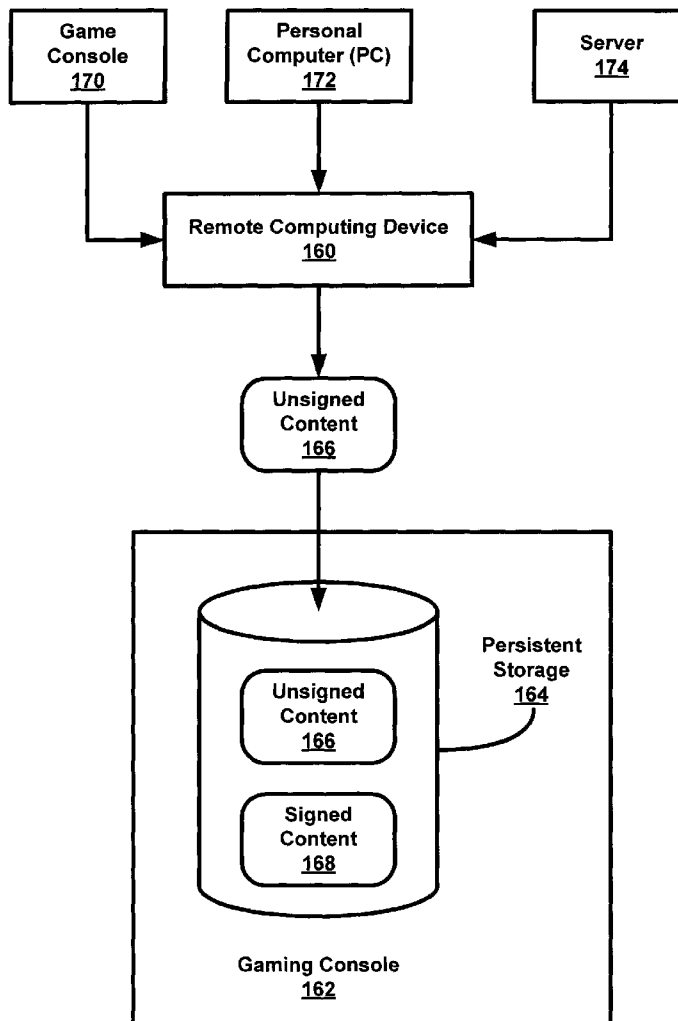 Game
Console
170
Personal
Computer (PC)
172
Server
174
Remote Computing Device
160
Unsigned
Content
166
Persistent
Storage
164
Unsigned
Content
166
Signed
Content
168
Gaming Console
162